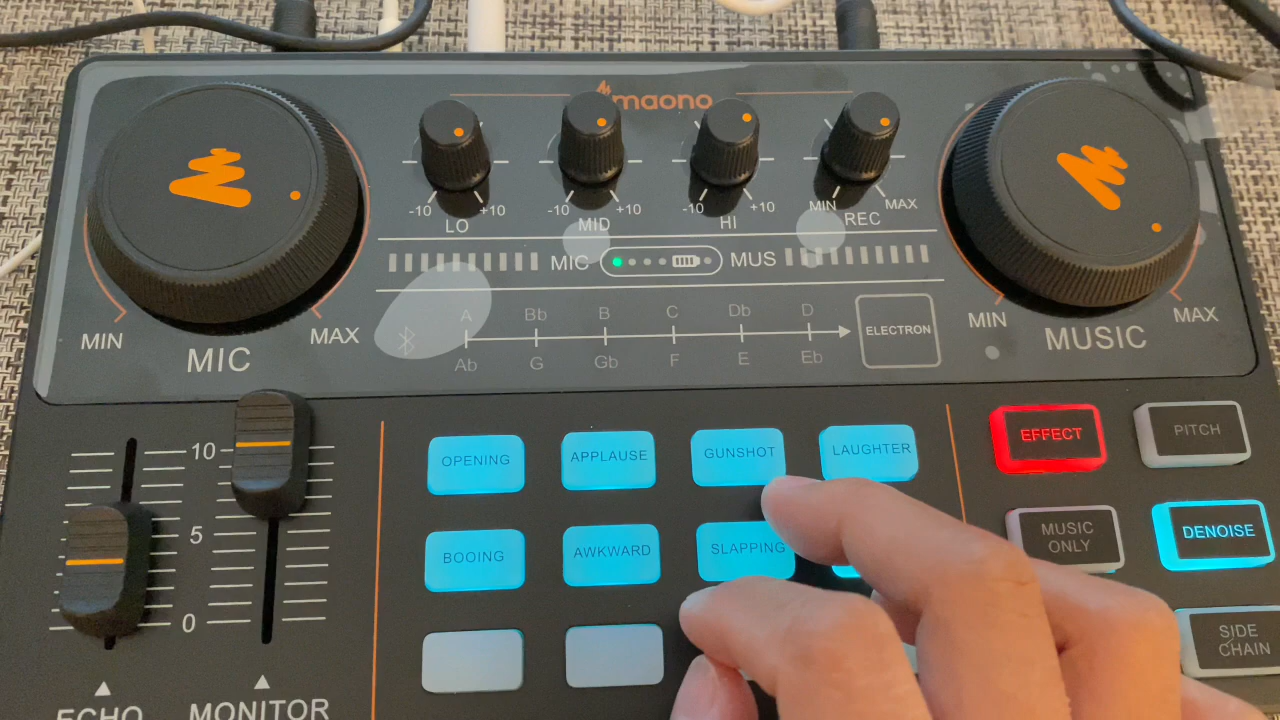 maono
-10 +10
LO
-10 +10
MID
-10 +10
HI
MIN MAX
REC
MIC
MUS
A Bb B C Db D
Ab G Gb F E Eb
ELECTRON
MIN MAX
MIC
MIN MAX
MUSIC
10
5
0
ECHO
MONITOR
OPENING
APPLAUSE
GUNSHOT
LAUGHTER
BOOING
AWKWARD
SLAPPING
EFFECT
PITCH
MUSIC
ONLY
DENOISE
SIDE
CHAIN